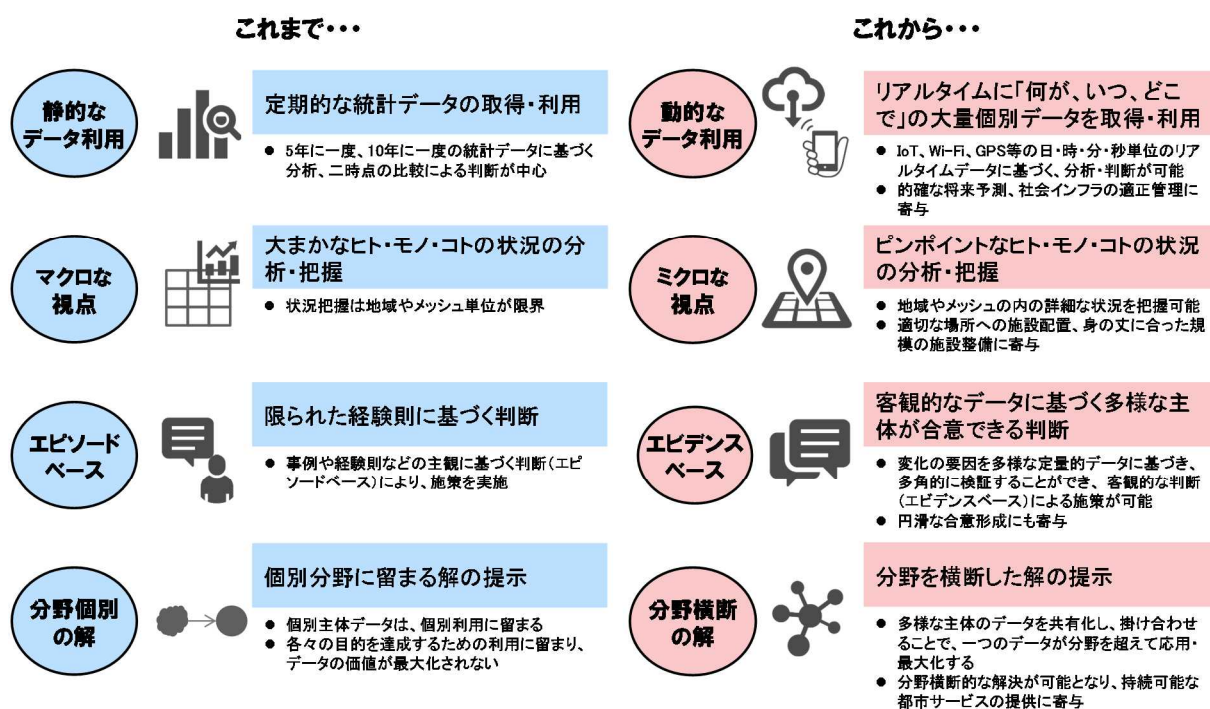 これまで・・・
静的な
データ利用
定期的な統計データの取得・利用
● 5年に一度、10年に一度の統計データに基づく
分析、二時点の比較による判断が中心
マクロな
視点
大まかなヒト・モノ・コトの状況の分
析・把握
● 状況把握は地域やメッシュ単位が限界
エピソード
ベース
限られた経験則に基づく判断
● 事例や経験則などの主観に基づく判断(エピ
ソードベース)により、施策を実施
分野個別
の解
個別分野に留まる解の提示
● 個別主体データは、個別利用に留まる
● 各々の目的を達成するための利用に留まり、
データの価値が最大化されない
これから・・・
動的な
データ利用
リアルタイムに「何が、いつ、どこ
で」の大量個別データを取得・利用
● IoT、Wi-Fi、GPS等の日・時・分・秒単位のリア
ルタイムデータに基づく、分析・判断が可能
● 的確な将来予測、社会インフラの適正管理に
寄与
ミクロな
視点
ピンポイントなヒト・モノ・コトの状況
の分析・把握
● 地域やメッシュの内の詳細な状況を把握可能
● 適切な場所への施設配置、身の丈に合った規
模の施設整備に寄与
エビデンス
ベース
客観的なデータに基づく多様な主
体が合意できる判断
● 変化の要因を多様な定量的データに基づき、
多角的に検証することができ、客観的な判断
(エビデンスベース)による施策が可能
● 円滑な合意形成にも寄与
分野横断
の解
分野を横断した解の提示
● 多様な主体のデータを共有化し、掛け合わせ
ることで、一つのデータが分野を超えて応用・
最大化する
● 分野横断的な解決が可能となり、持続可能な
都市サービスの提供に寄与